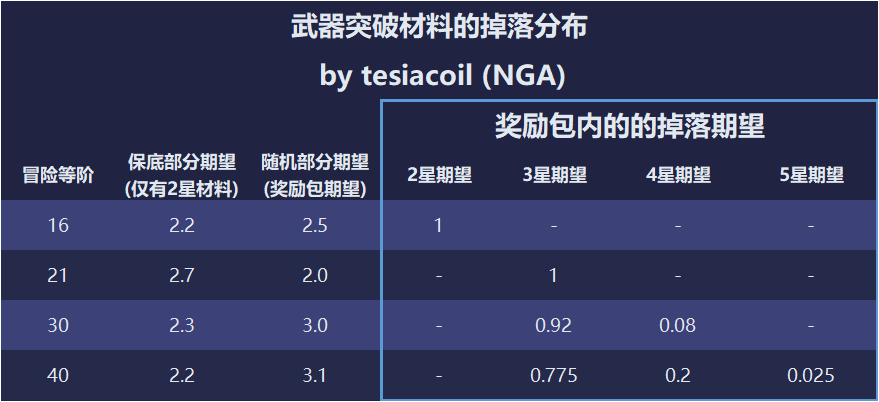 武器突破材料的掉落分布
by tesiacoil (NGA)
奖励包内的的掉落期望
冒险等阶 保底部分期望 (仅有2星材料) 随机部分期望 (奖励包期望) 2星期望 3星期望 4星期望 5星期望
16 2.2 2.5 1 - - -
21 2.7 2.0 - 1 - -
30 2.3 3.0 - 0.92 0.08 -
40 2.2 3.1 - 0.775 0.2 0.025